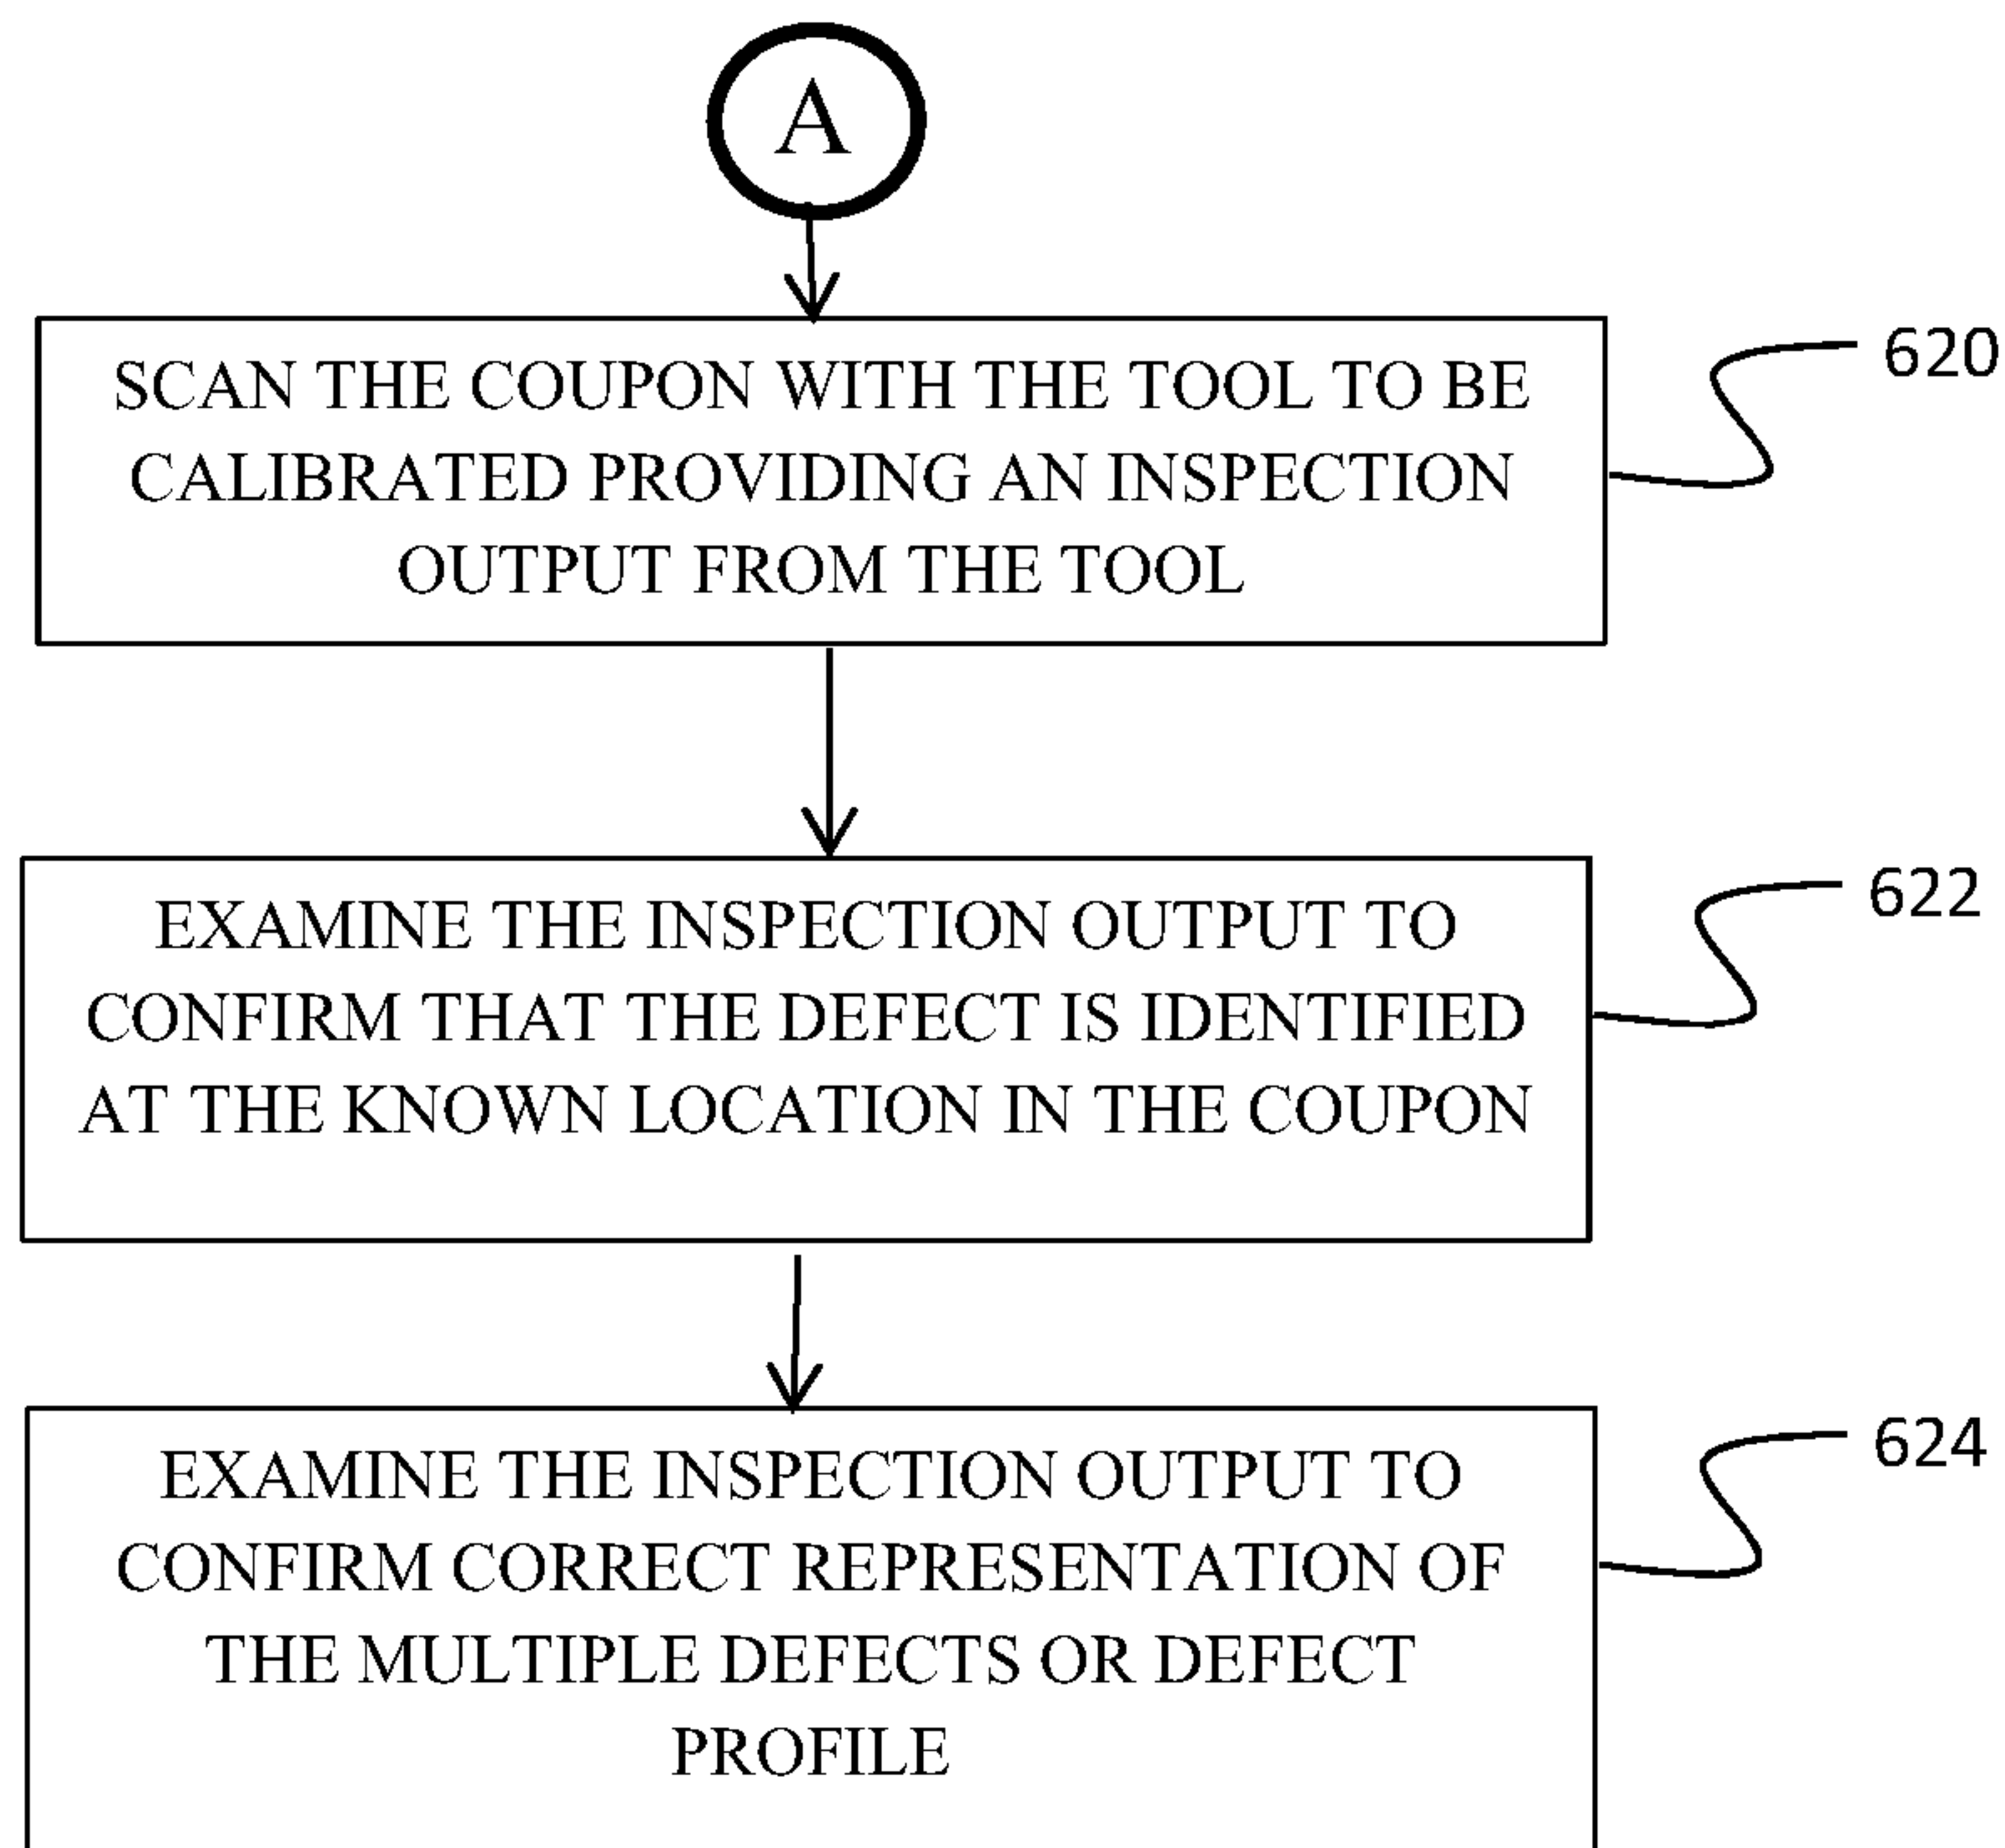 A
SCAN THE COUPON WITH THE TOOL TO BE
CALIBRATED PROVIDING AN INSPECTION
OUTPUT FROM THE TOOL
620
EXAMINE THE INSPECTION OUTPUT TO
CONFIRM THAT THE DEFECT IS IDENTIFIED
AT THE KNOWN LOCATION IN THE COUPON
622
EXAMINE THE INSPECTION OUTPUT TO
CONFIRM CORRECT REPRESENTATION OF
THE MULTIPLE DEFECTS OR DEFECT
PROFILE
624